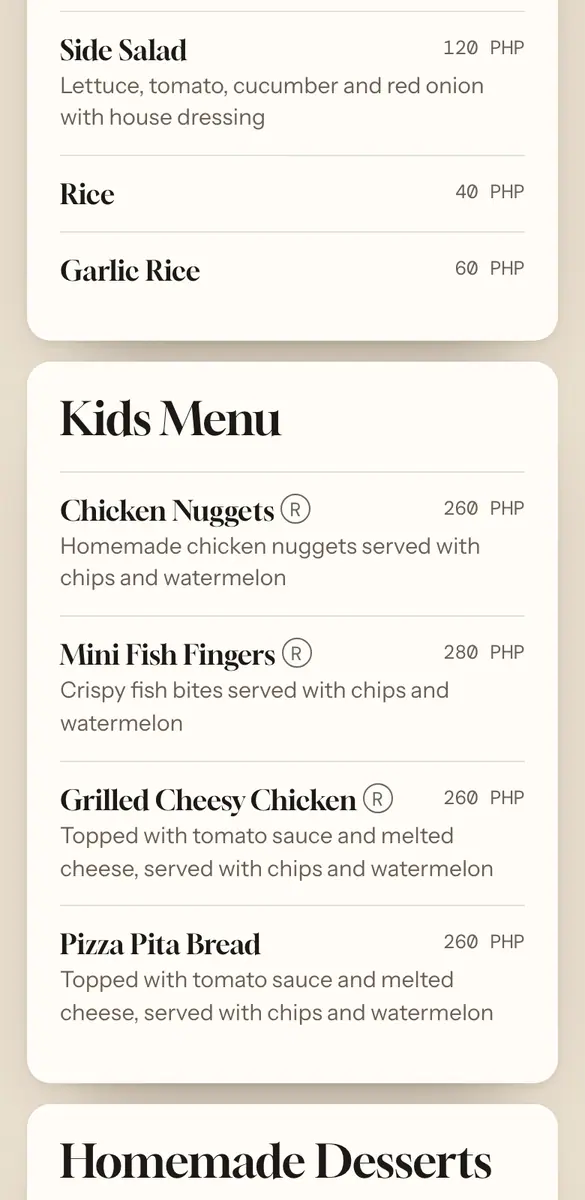 Side Salad 120 PHP
Lettuce, tomato, cucumber and red onion
with house dressing
Rice 40 PHP
Garlic Rice 60 PHP
Kids Menu
Chicken Nuggets Ⓡ 260 PHP
Homemade chicken nuggets served with
chips and watermelon
Mini Fish Fingers Ⓡ 280 PHP
Crispy fish bites served with chips and
watermelon
Grilled Cheesy Chicken Ⓡ 260 PHP
Topped with tomato sauce and melted
cheese, served with chips and watermelon
Pizza Pita Bread 260 PHP
Topped with tomato sauce and melted
cheese, served with chips and watermelon
Homemade Desserts